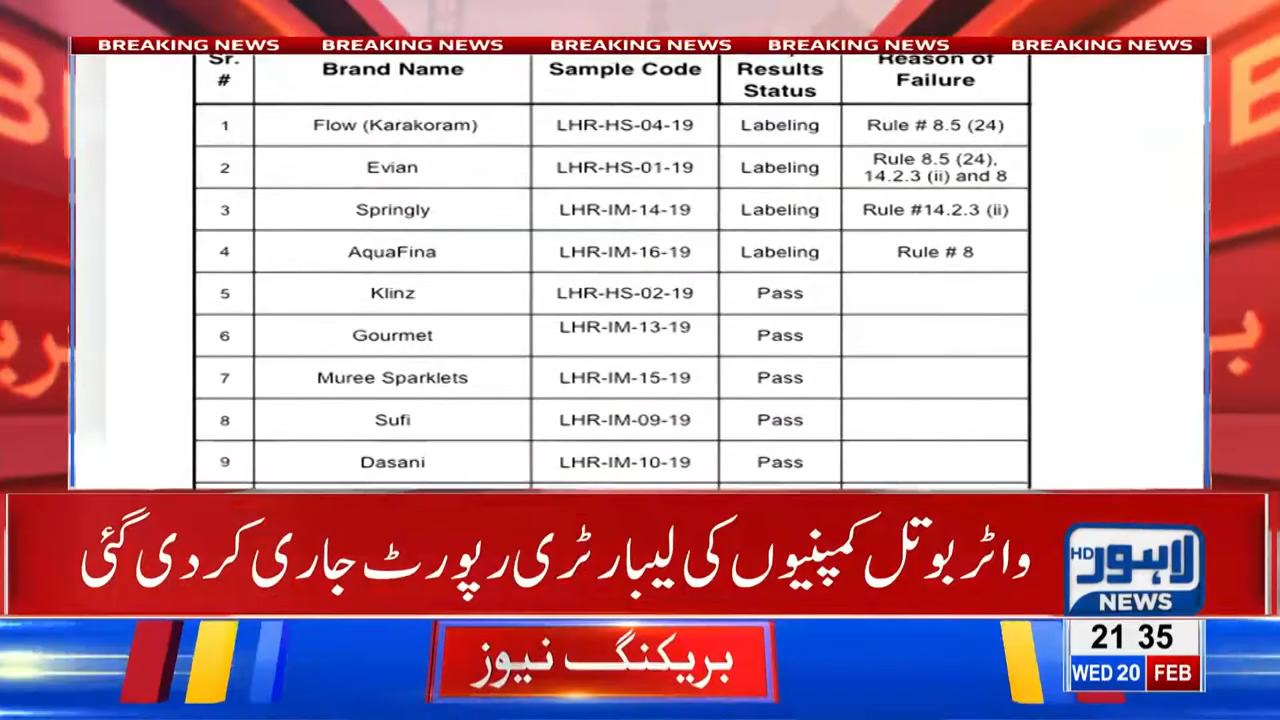 BREAKING NEWS BREAKING NEWS BREAKING NEWS BREAKING NEWS BREAKING NEWS
Sr. # Brand Name Sample Code Results Status Reason of Failure
1 Flow (Karakoram) LHR-HS-04-19 Labeling Rule # 8.5 (24)
2 Evian LHR-HS-01-19 Labeling Rule 8.5 (24), 14.2.3 (ii) and 8
3 Springly LHR-IM-14-19 Labeling Rule #14.2.3 (ii)
4 AquaFina LHR-IM-16-19 Labeling Rule # 8
5 Klinz LHR-HS-02-19 Pass
6 Gourmet LHR-IM-13-19 Pass
7 Muree Sparklets LHR-IM-15-19 Pass
8 Sufi LHR-IM-09-19 Pass
9 Dasani LHR-IM-10-19 Pass
واٹر بوتل کمپنیوں کی لیبارٹری رپورٹ جاری کر دی گئی
HD لاہور
NEWS
21 35
WED 20 FEB
بریکنگ نیوز